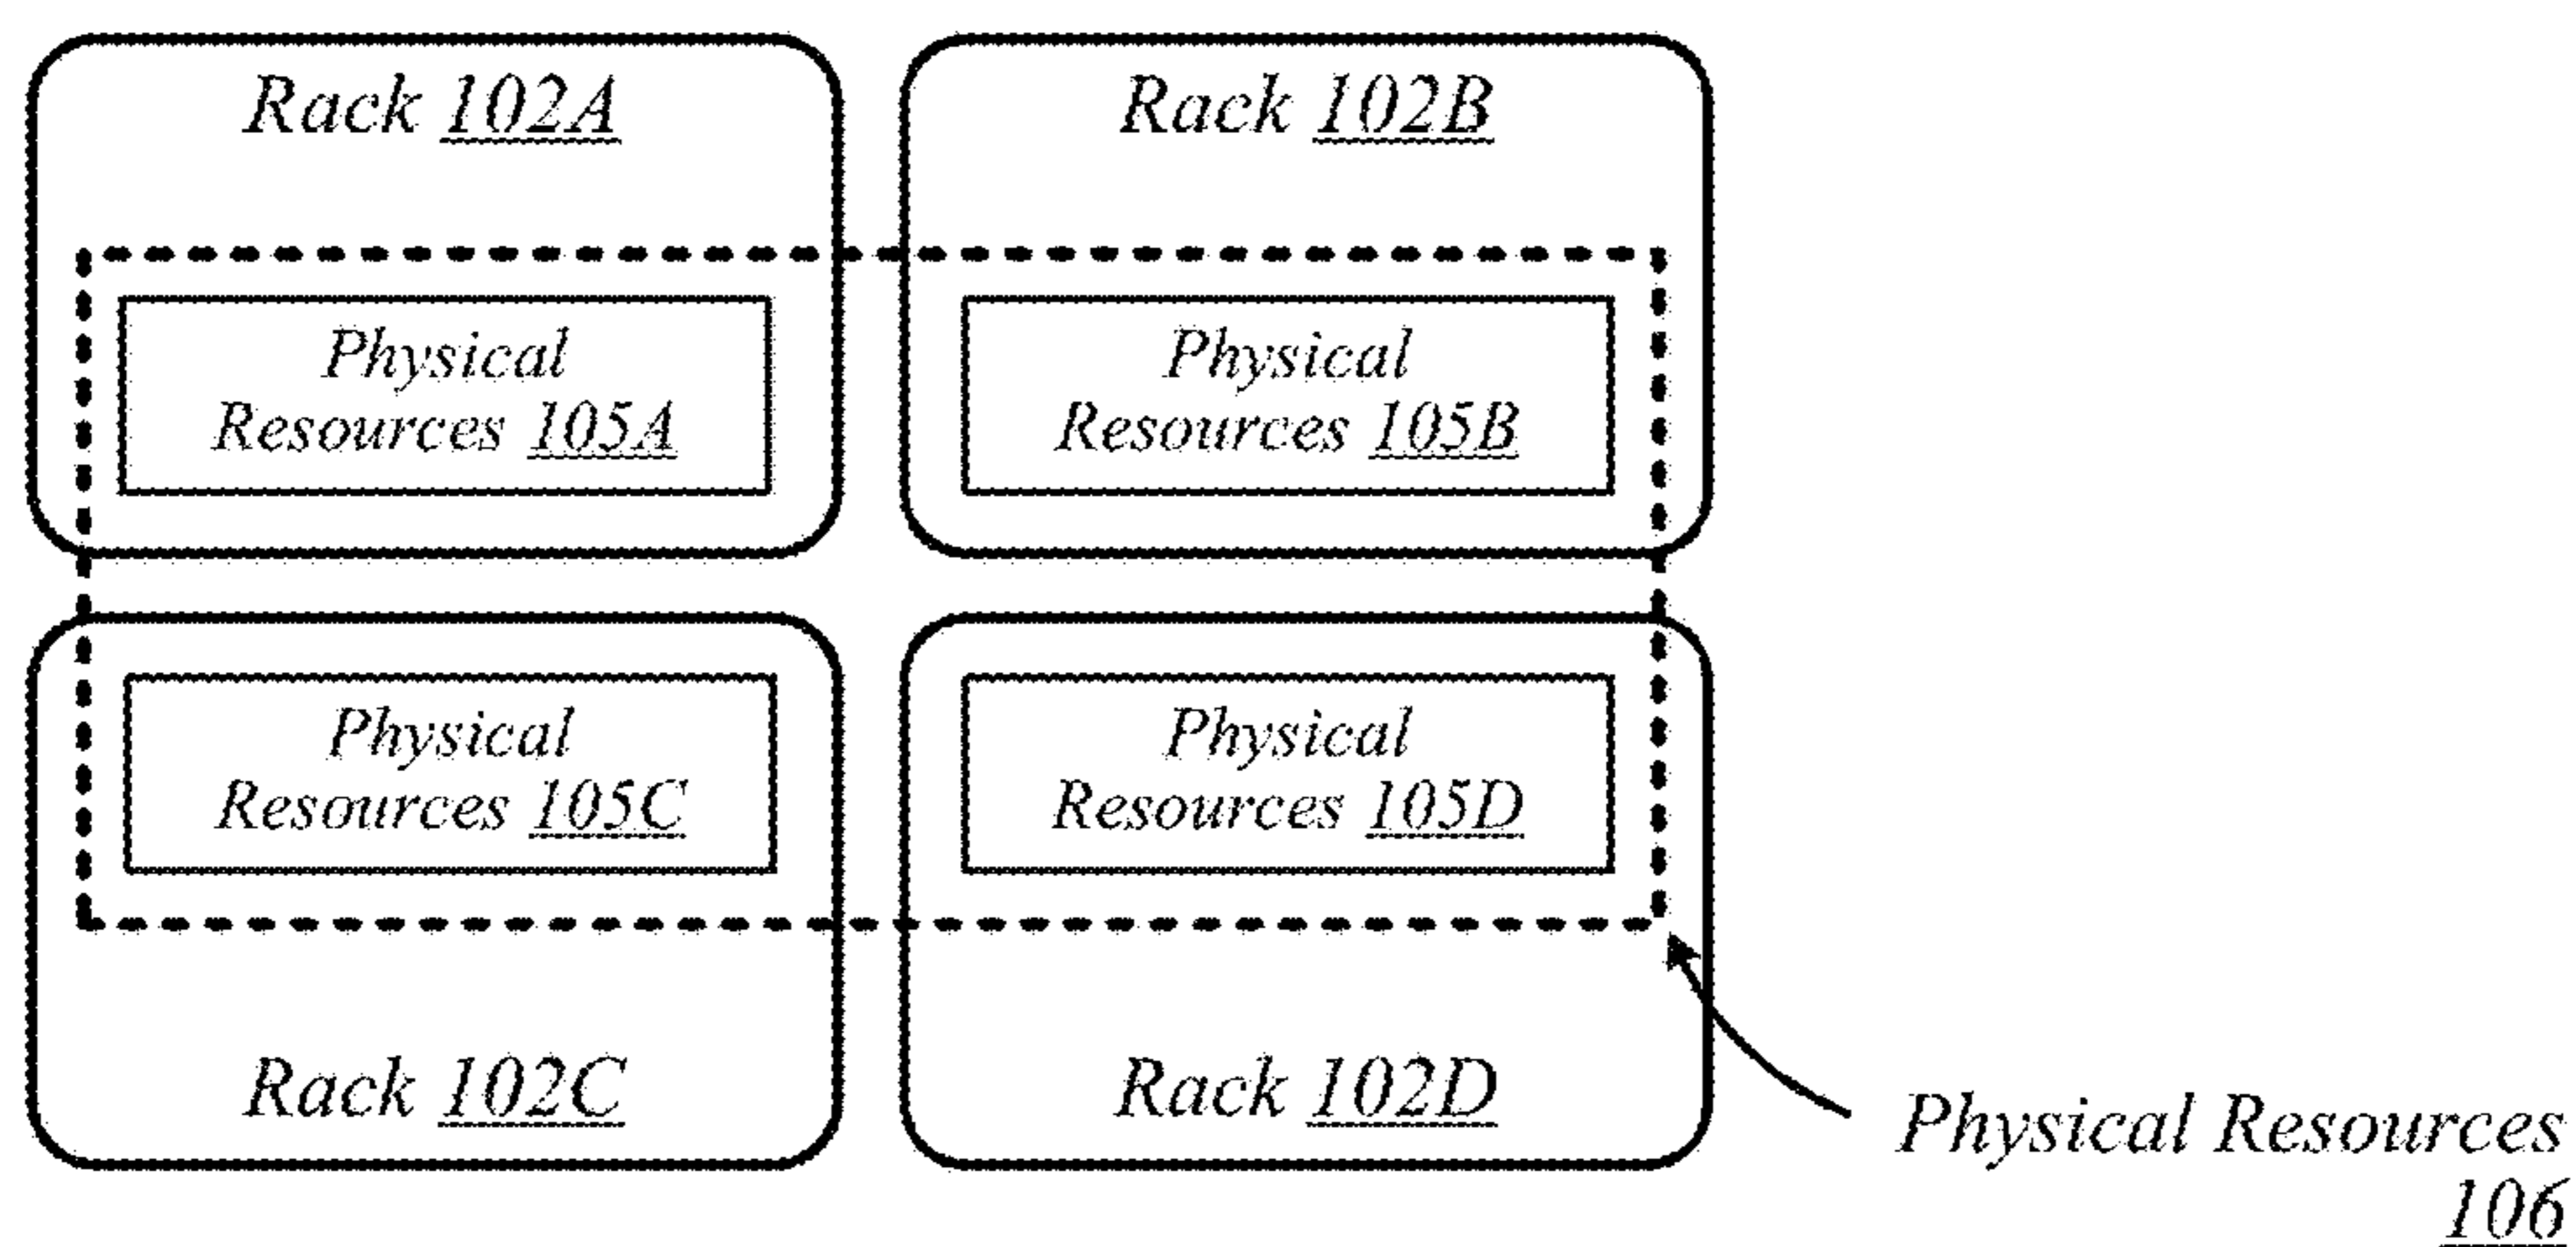 Rack 102A
Rack 102B
Physical
Resources 105A
Physical
Resources 105B
Physical
Resources 105C
Physical
Resources 105D
Rack 102C
Rack 102D
Physical Resources
106